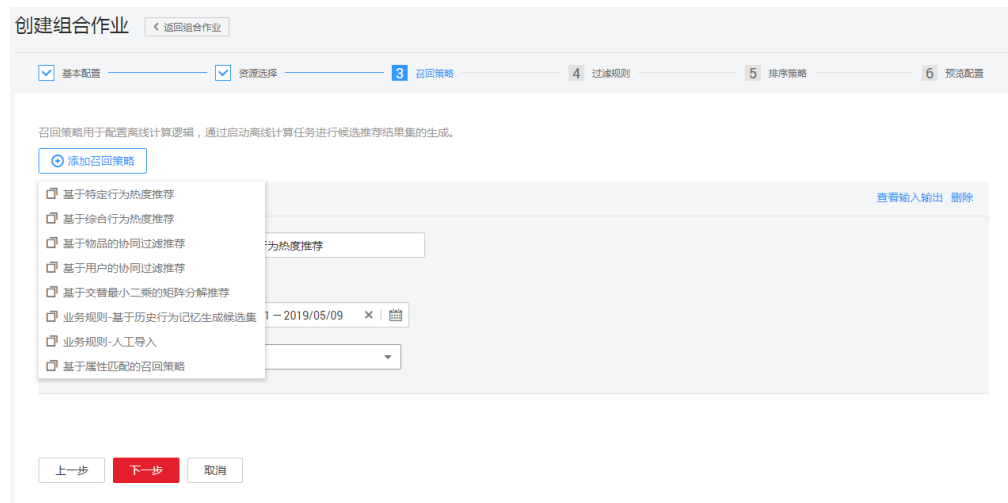 创建组合作业 < 返回组合作业
基本配置 资源选择 3 召回策略 4 过滤规则 5 排序策略 6 预览配置
召回策略用于配置离线计算逻辑，通过启动离线计算任务进行候选推荐结果集的生成。
添加召回策略
查看输入输出 删除
基于特定行为热度推荐
基于综合行为热度推荐
基于物品的协同过滤推荐
为热度推荐
基于用户的协同过滤推荐
基于交替最小二乘的矩阵分解推荐
业务规则-基于历史行为记忆生成候选集
1 – 2019/05/09 ×
业务规则-人工导入
基于属性匹配的召回策略
上一步 下一步 取消